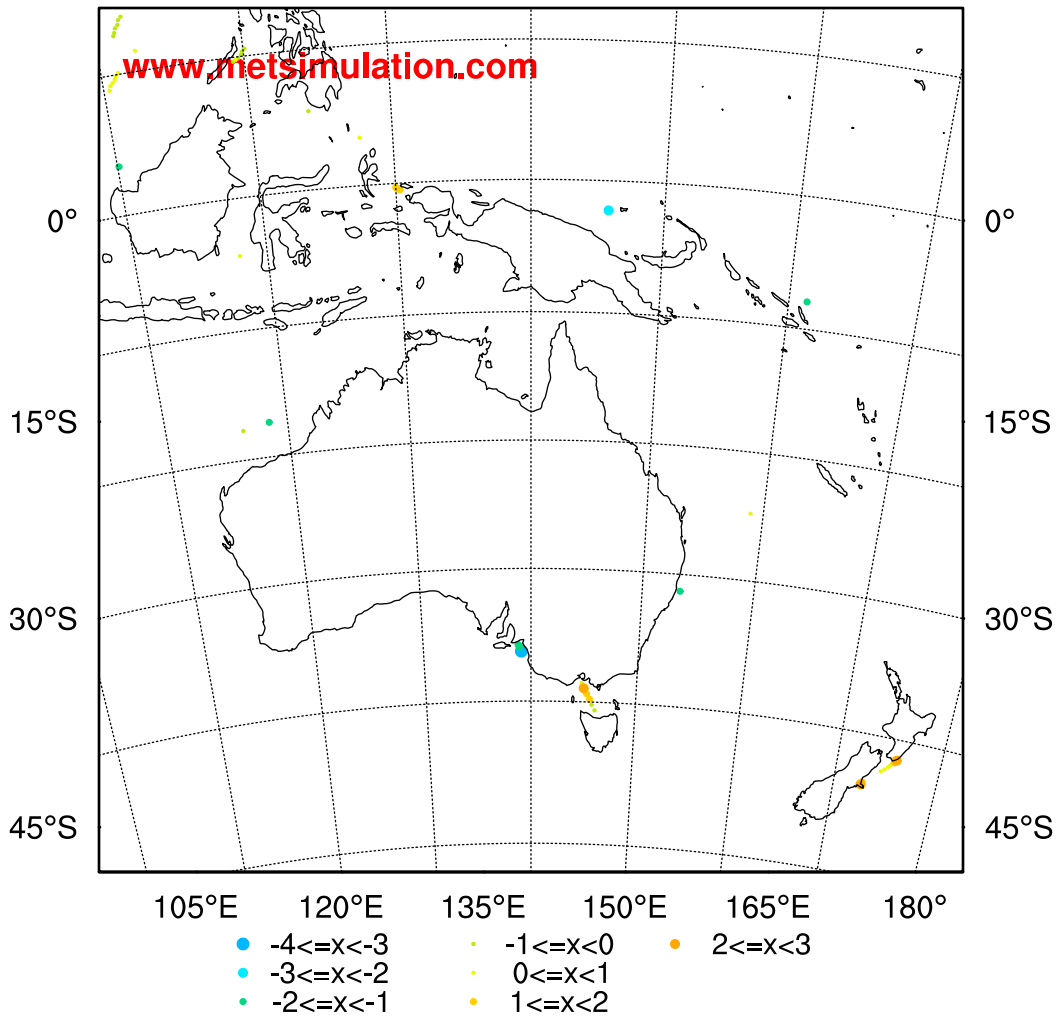 www.metsimulation.com
0° 0°
15°S 15°S
30°S 30°S
45°S 45°S
105°E 120°E 135°E 150°E 165°E 180°
-4<=x<-3 -1<=x<0 2<=x<3
-3<=x<-2 0<=x<1
-2<=x<-1 1<=x<2